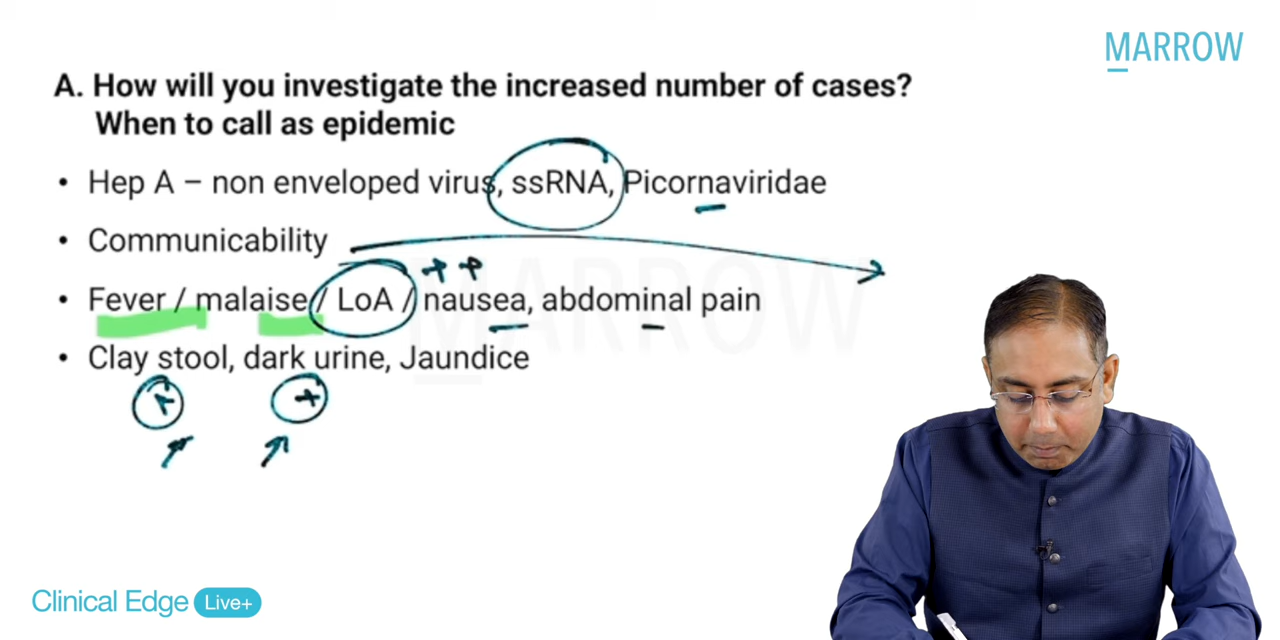 MARROW
A. How will you investigate the increased number of cases?
When to call as epidemic
• Hep A – non enveloped virus, ssRNA, Picornaviridae
• Communicability
• Fever / malaise / LoA / nausea, abdominal pain
++
• Clay stool, dark urine, Jaundice
+ +
MARROW
Clinical Edge Live+